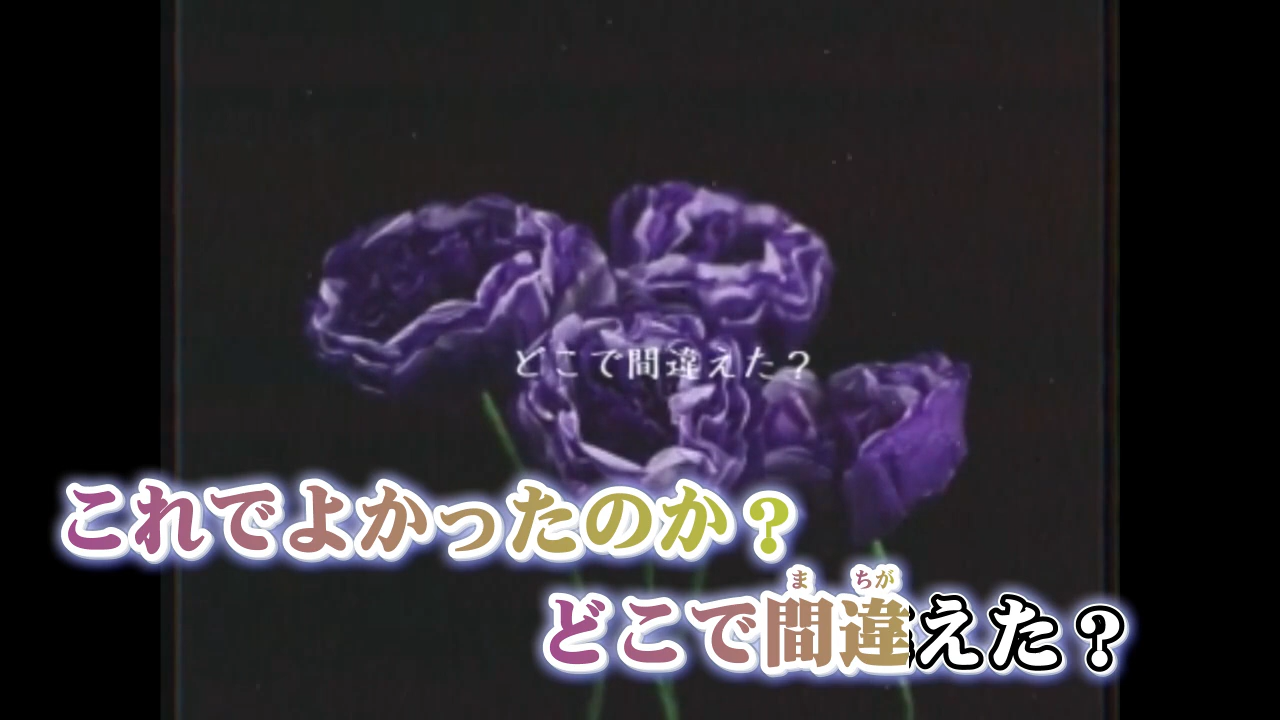 どこで間違えた？
これでよかったのか？
ま ちが
どこで間違えた？